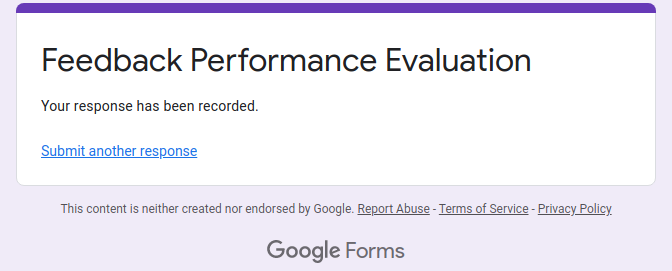 Feedback Performance Evaluation
Your response has been recorded.
Submit another response
This content is neither created nor endorsed by Google. Report Abuse - Terms of Service - Privacy Policy
Google Forms